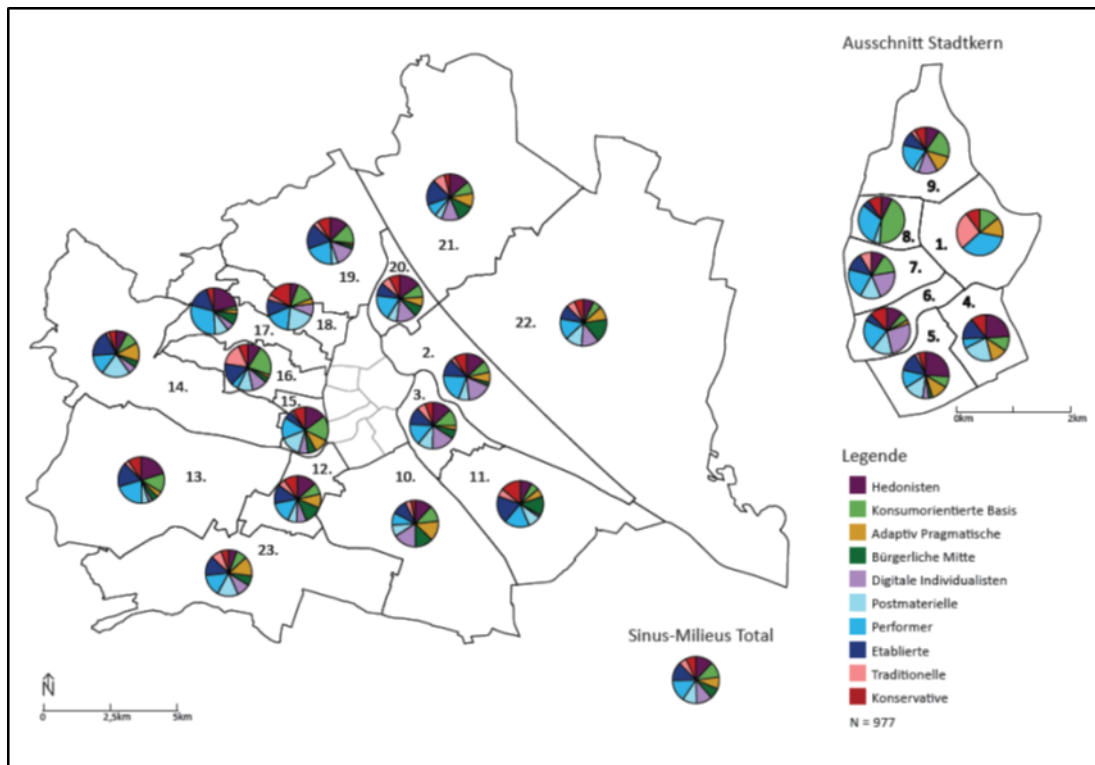 Ausschnitt Stadtkern
9.
8.
1.
7.
6.
4.
5.
0km
2km
21.
19.
20.
22.
17.
18.
2.
16.
14.
15.
3.
12.
10.
11.
13.
23.
Sinus-Milieus Total
N
0
2,5km
5km
Legende
Hedonisten
Konsumorientierte Basis
Adaptiv Pragmatische
Bürgerliche Mitte
Digitale Individualisten
Postmaterielle
Performer
Etablierte
Traditionelle
Konservative
N = 977